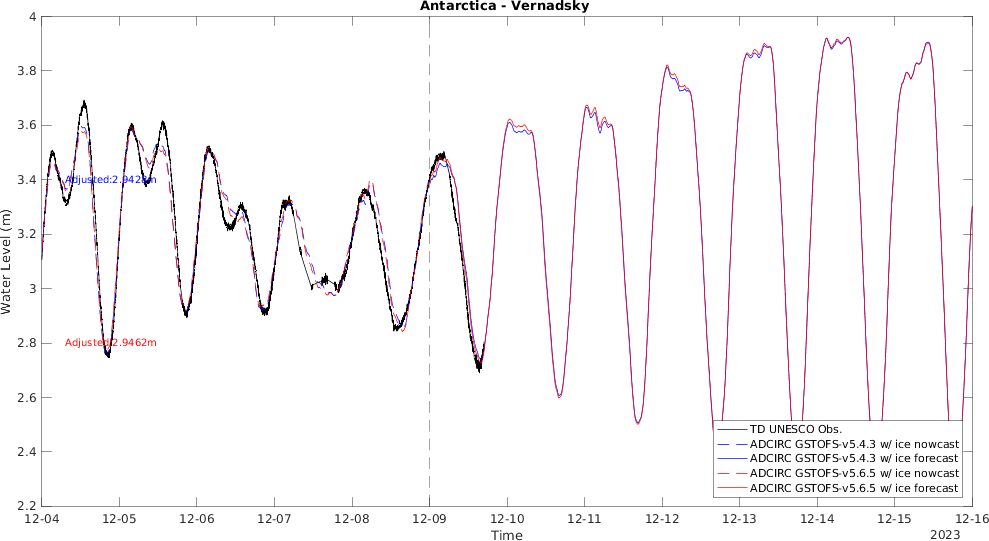 Antarctica - Vernadsky
4
3.8
3.6
3.4
3.2
3
2.8
2.6
2.4
2.2
Water Level (m)
Adjusted:2.9428m
Adjusted:2.9462m
TD UNESCO Obs.
ADCIRC GSTOFS-v5.4.3 w/ ice nowcast
ADCIRC GSTOFS-v5.4.3 w/ ice forecast
ADCIRC GSTOFS-v5.6.5 w/ ice nowcast
ADCIRC GSTOFS-v5.6.5 w/ ice forecast
12-04 12-05 12-06 12-07 12-08 12-09 12-10 12-11 12-12 12-13 12-14 12-15 12-16
Time
2023